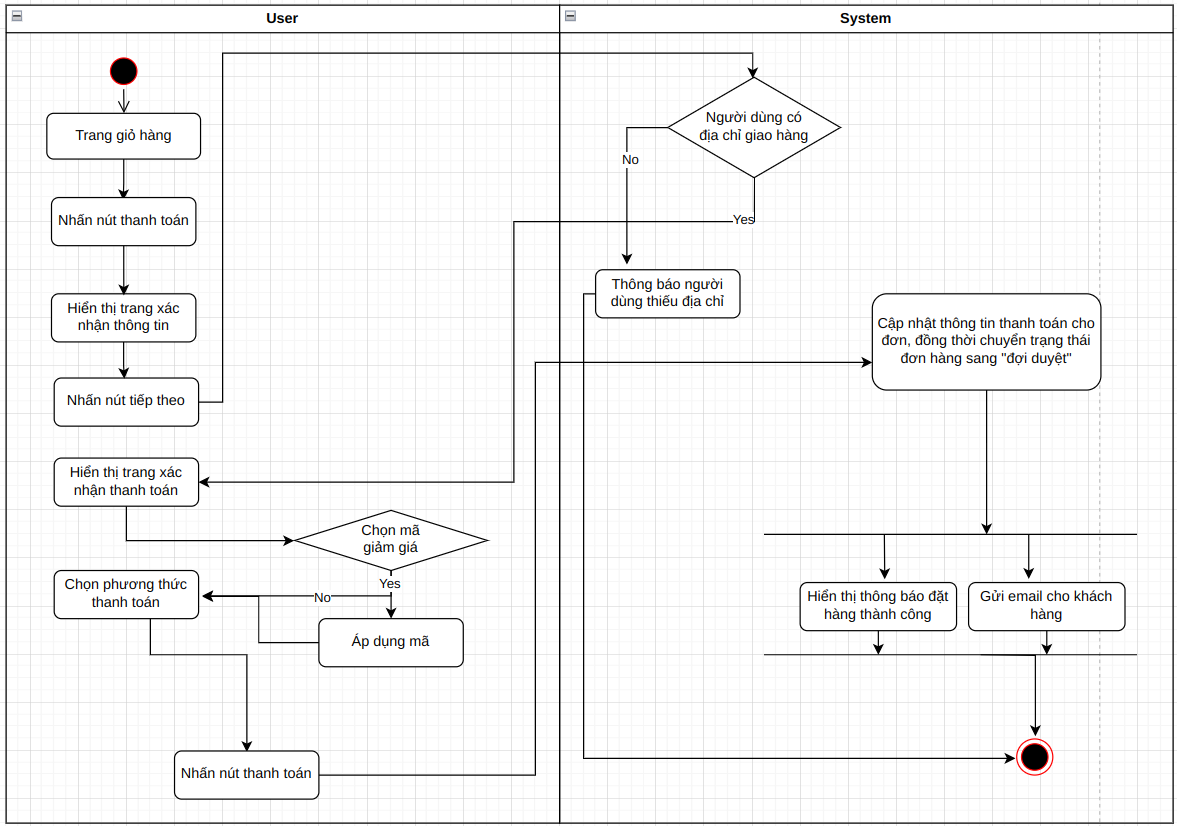 User
System
Trang giỏ hàng
Nhấn nút thanh toán
Hiển thị trang xác
nhận thông tin
Nhấn nút tiếp theo
Người dùng có
địa chỉ giao hàng
No
Yes
Thông báo người
dùng thiếu địa chỉ
Hiển thị trang xác
nhận thanh toán
Chọn mã
giảm giá
Yes
No
Áp dụng mã
Chọn phương thức
thanh toán
Nhấn nút thanh toán
Cập nhật thông tin thanh toán cho
đơn, đồng thời chuyển trạng thái
đơn hàng sang "đợi duyệt"
Hiển thị thông báo đặt
hàng thành công
Gửi email cho khách
hàng